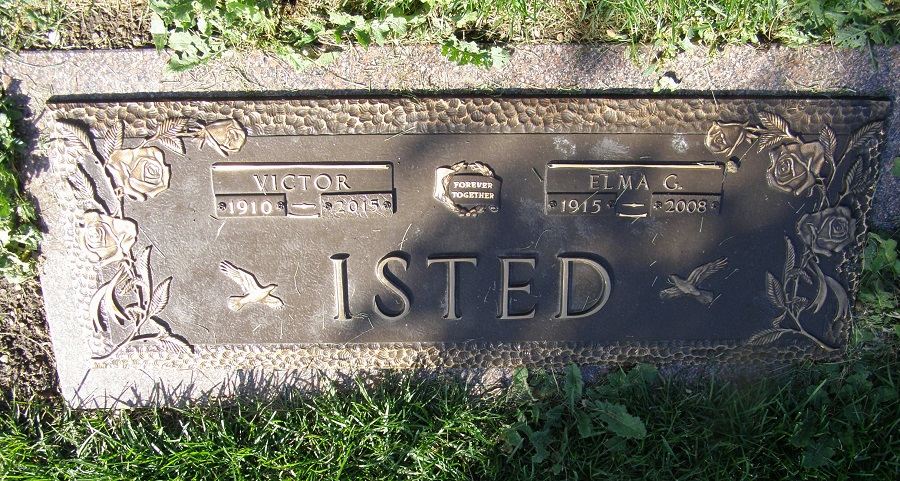 VICTOR
1910 2015
FOREVER
TOGETHER
ELMA G.
1915 2008
ISTED